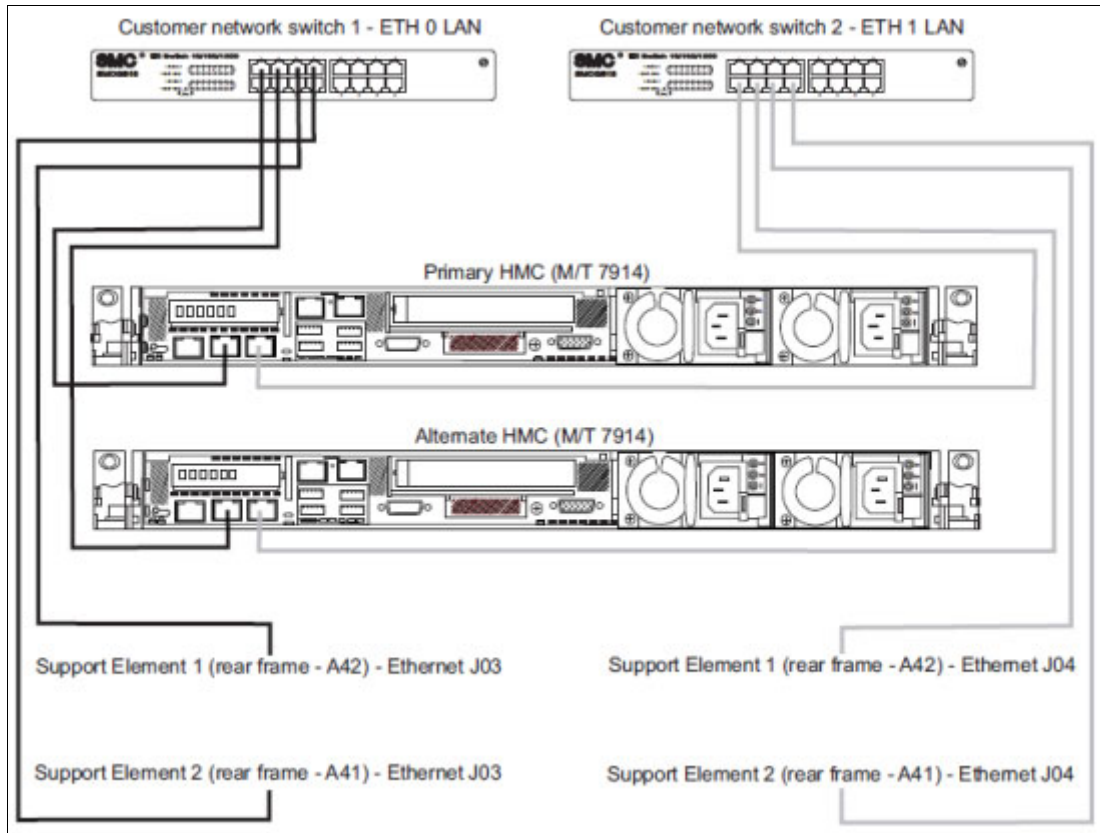 Customer network switch 1 - ETH 0 LAN
Customer network switch 2 - ETH 1 LAN
SMC
SMC
Primary HMC (M/T 7914)
Alternate HMC (M/T 7914)
Support Element 1 (rear frame - A42) - Ethernet J03
Support Element 1 (rear frame - A42) - Ethernet J04
Support Element 2 (rear frame - A41) - Ethernet J03
Support Element 2 (rear frame - A41) - Ethernet J04